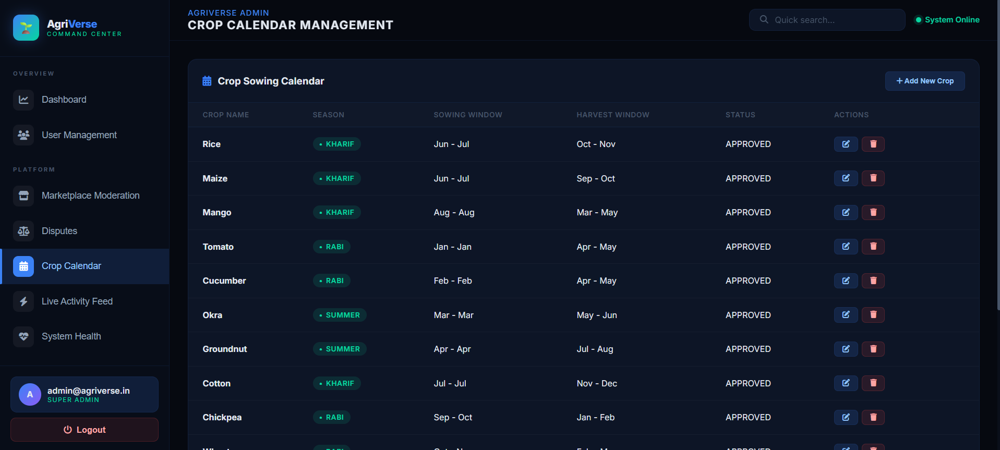 AgriVerse
COMMAND CENTER
OVERVIEW
Dashboard
User Management
PLATFORM
Marketplace Moderation
Disputes
Crop Calendar
Live Activity Feed
System Health
A
admin@agriverse.in
SUPER ADMIN
Logout
AGRIVERSE ADMIN
CROP CALENDAR MANAGEMENT
Quick search...
System Online
Crop Sowing Calendar
Add New Crop
CROP NAME SEASON SOWING WINDOW HARVEST WINDOW STATUS ACTIONS
Rice • KHARIF Jun - Jul Oct - Nov APPROVED
Maize • KHARIF Jun - Jul Sep - Oct APPROVED
Mango • KHARIF Aug - Aug Mar - May APPROVED
Tomato • RABI Jan - Jan Apr - May APPROVED
Cucumber • RABI Feb - Feb Apr - May APPROVED
Okra • SUMMER Mar - Mar May - Jun APPROVED
Groundnut • SUMMER Apr - Apr Jul - Aug APPROVED
Cotton • KHARIF Jul - Jul Nov - Dec APPROVED
Chickpea • RABI Sep - Oct Jan - Feb APPROVED